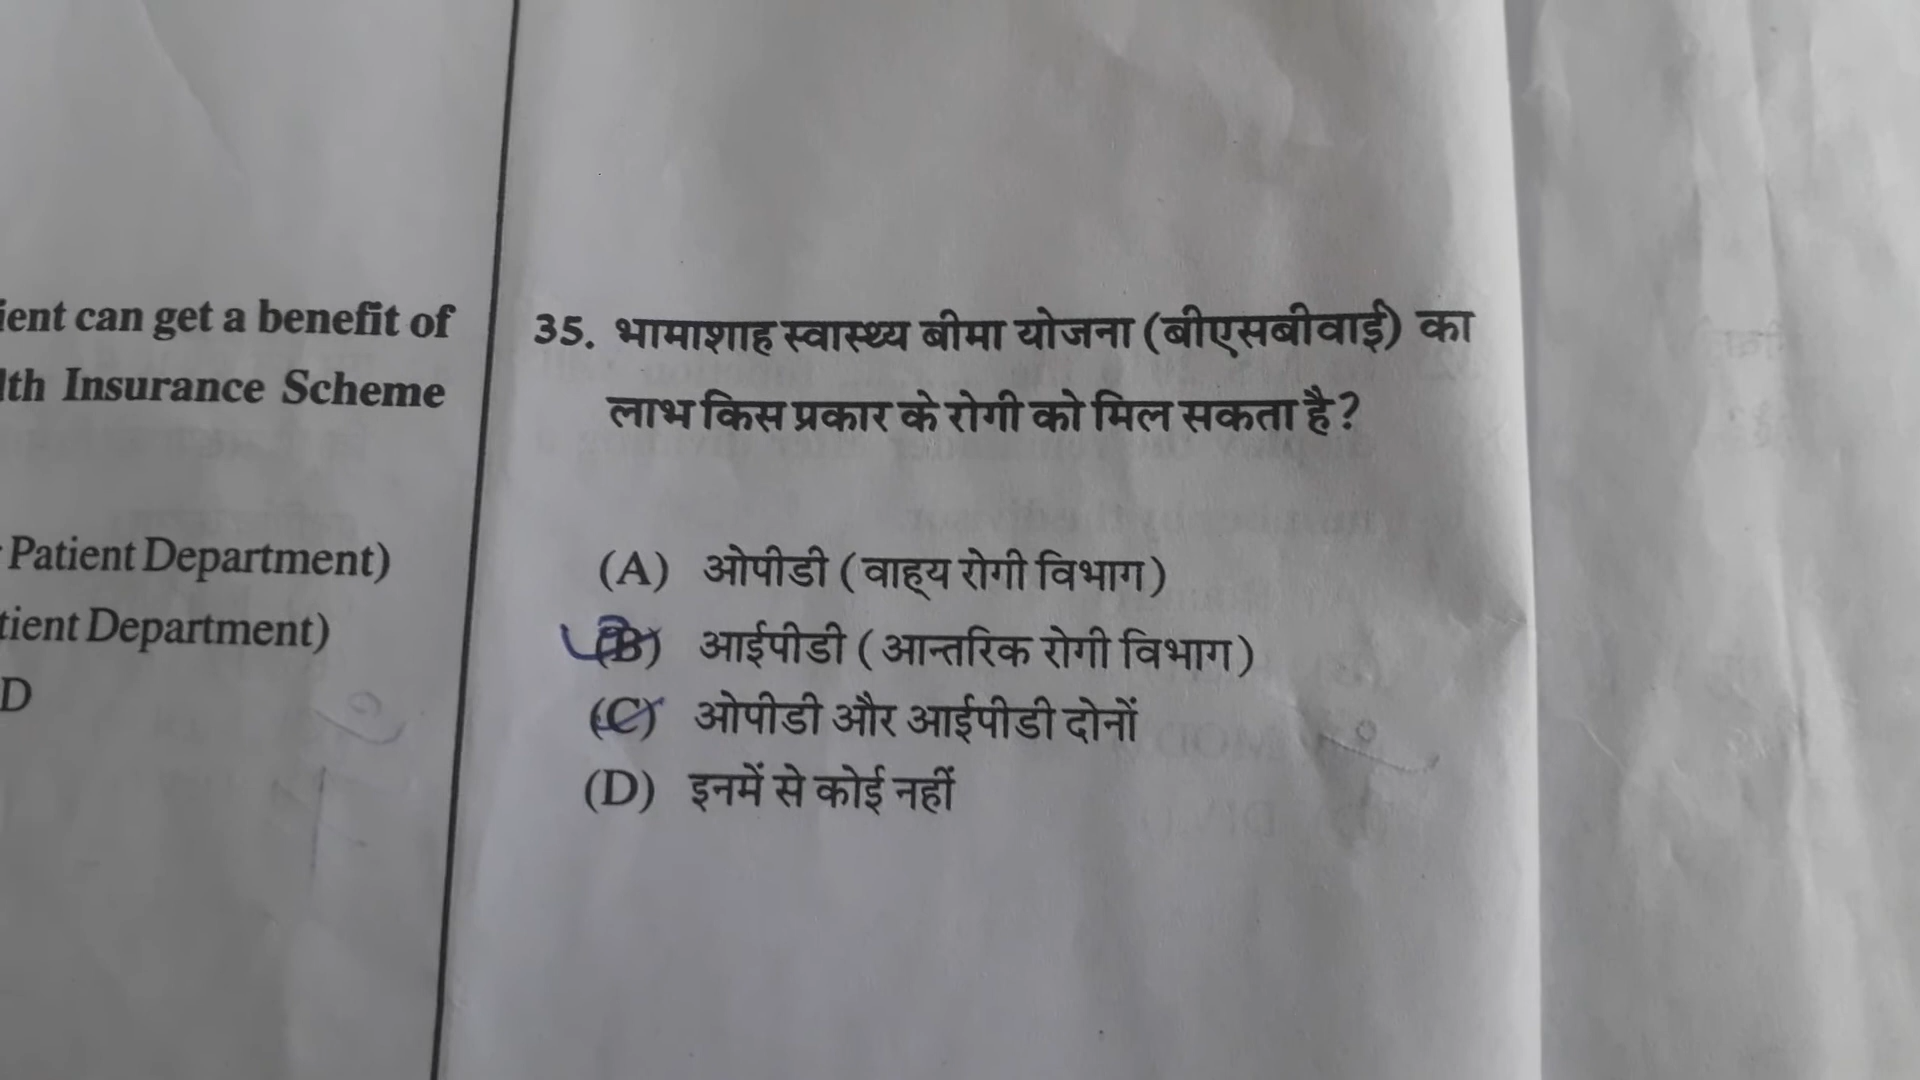 ient can get a benefit of
lth Insurance Scheme
Patient Department)
tient Department)
D
35. भामाशाह स्वास्थ्य बीमा योजना (बीएसबीवाई) का
लाभ किस प्रकार के रोगी को मिल सकता है?
(A) ओपीडी (वाह्य रोगी विभाग)
(B) आईपीडी (आन्तरिक रोगी विभाग)
(C) ओपीडी और आईपीडी दोनों
(D) इनमें से कोई नहीं